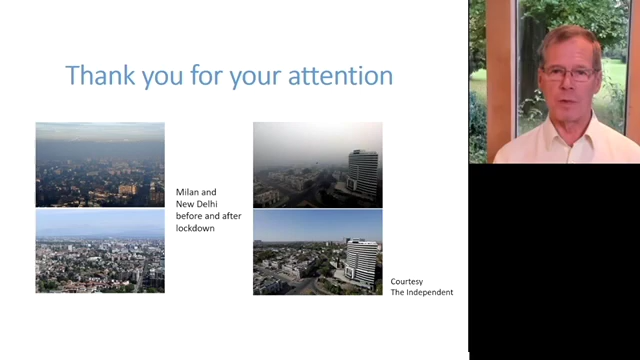 Thank you for your attention
Milan and
New Delhi
before and after
lockdown
Courtesy
The Independent